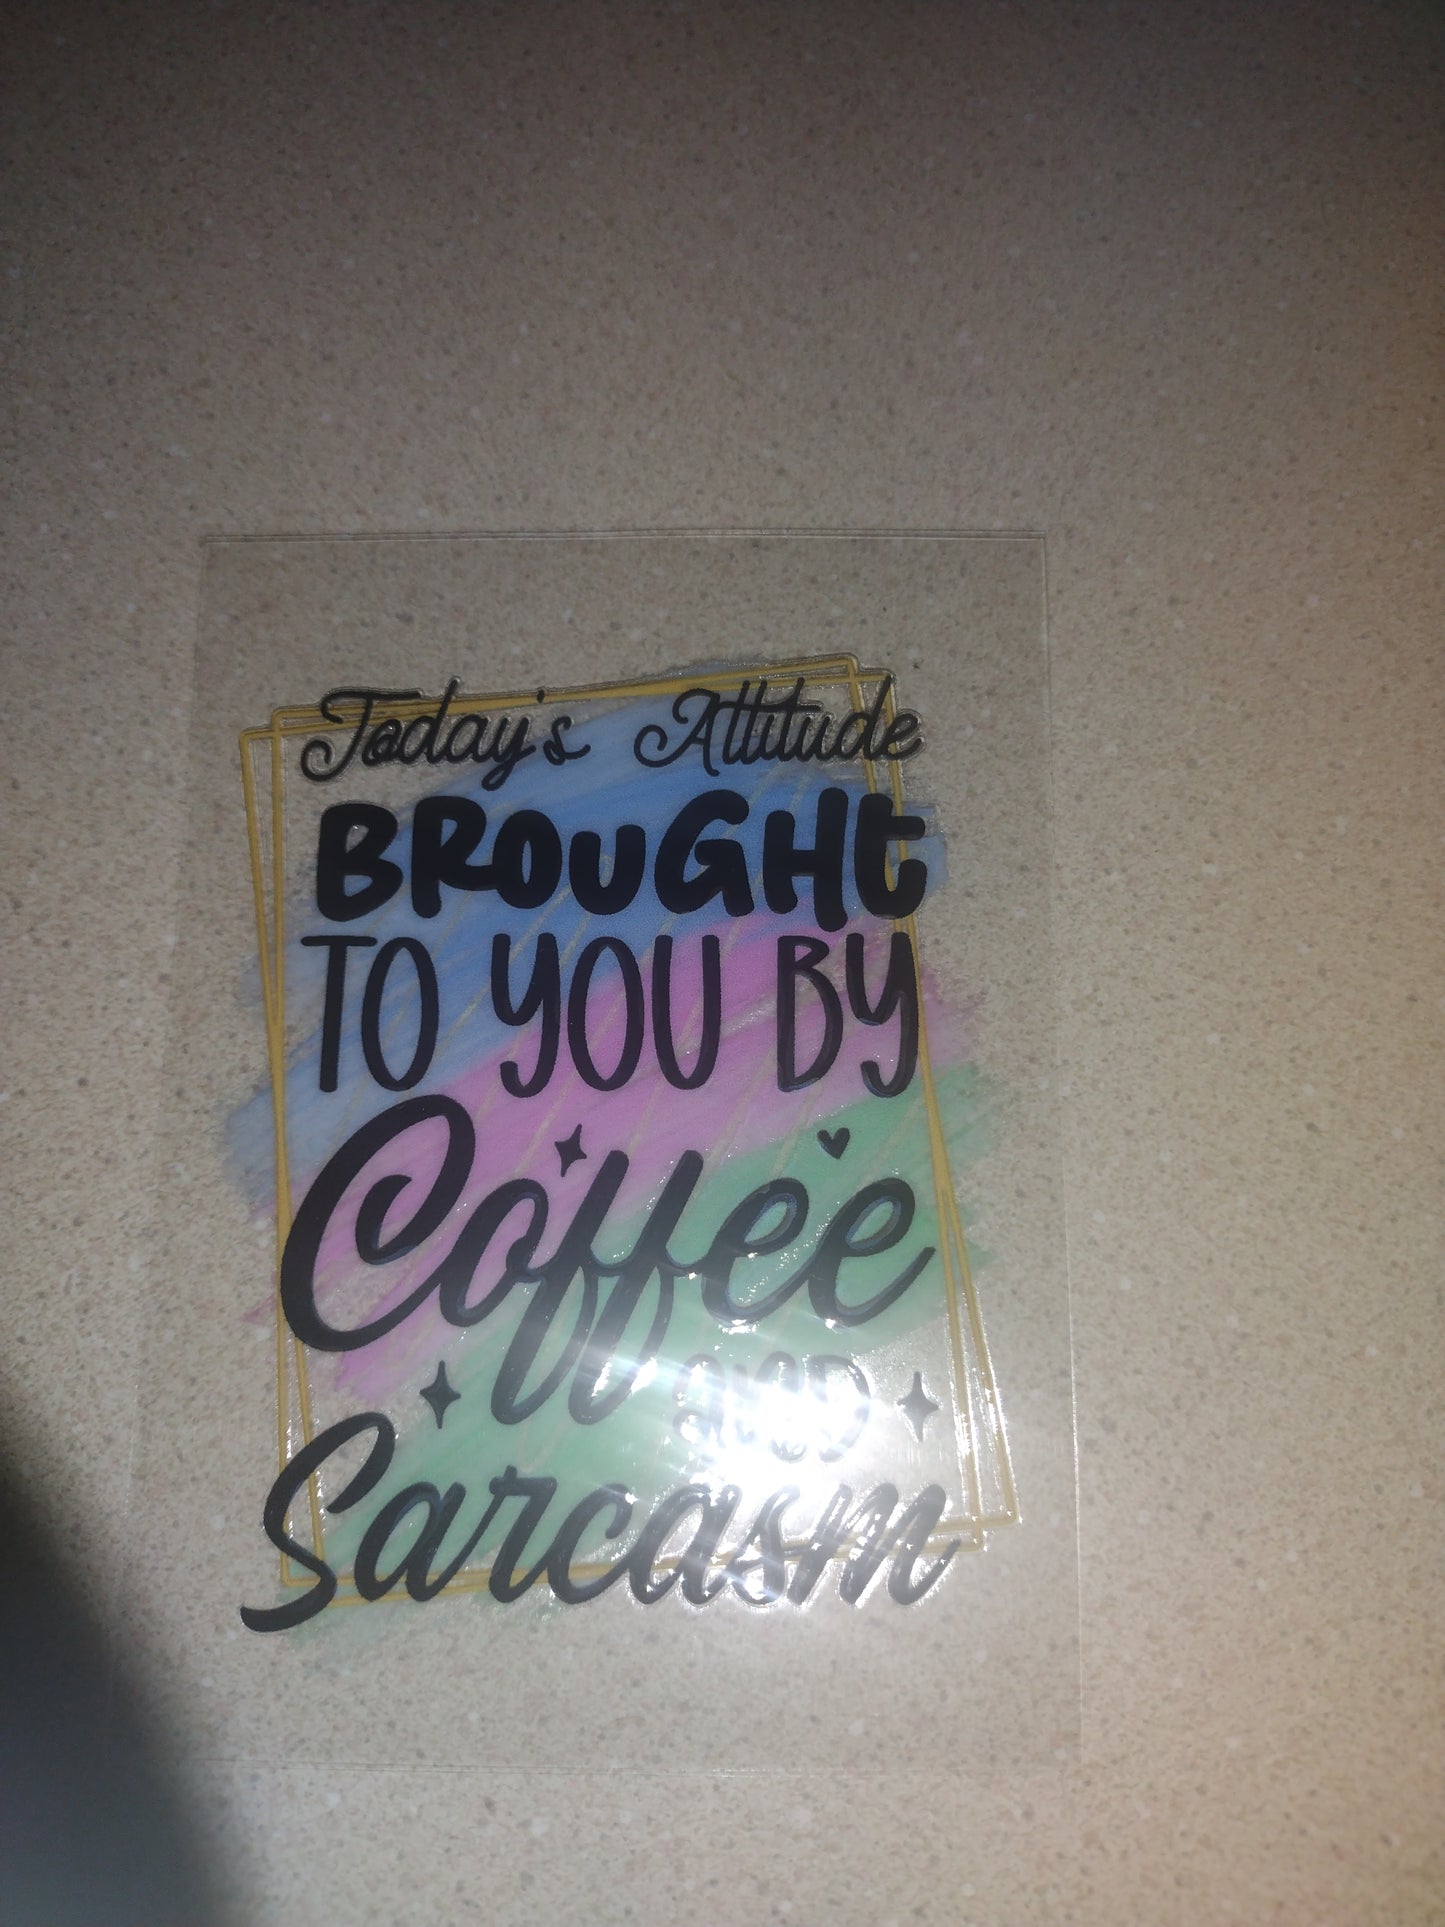 Today's Attitude
BROUGHt
TO YOU BY
Coffee
AND
Sarcasm